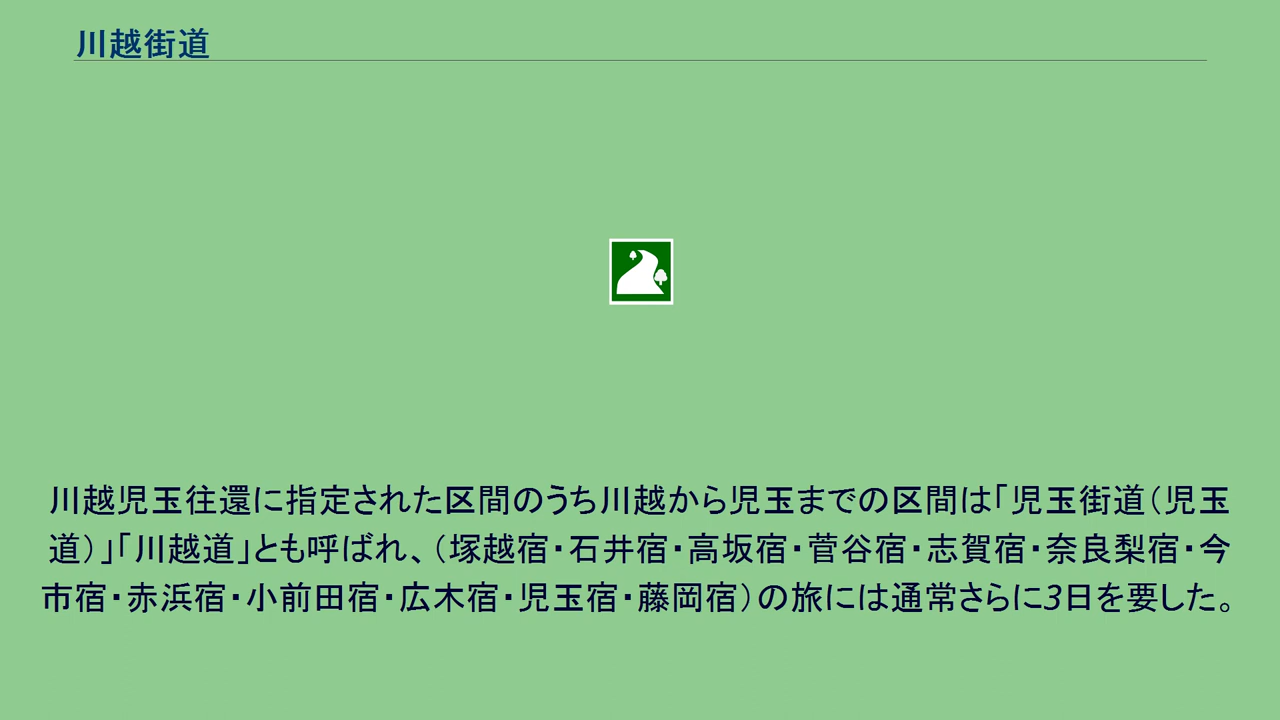 川越街道
川越児玉往還に指定された区間のうち川越から児玉までの区間は「児玉街道（児玉
道）」「川越道」とも呼ばれ、（塚越宿・石井宿・高坂宿・菅谷宿・志賀宿・奈良梨宿・今
市宿・赤浜宿・小前田宿・広木宿・児玉宿・藤岡宿）の旅には通常さらに3日を要した。